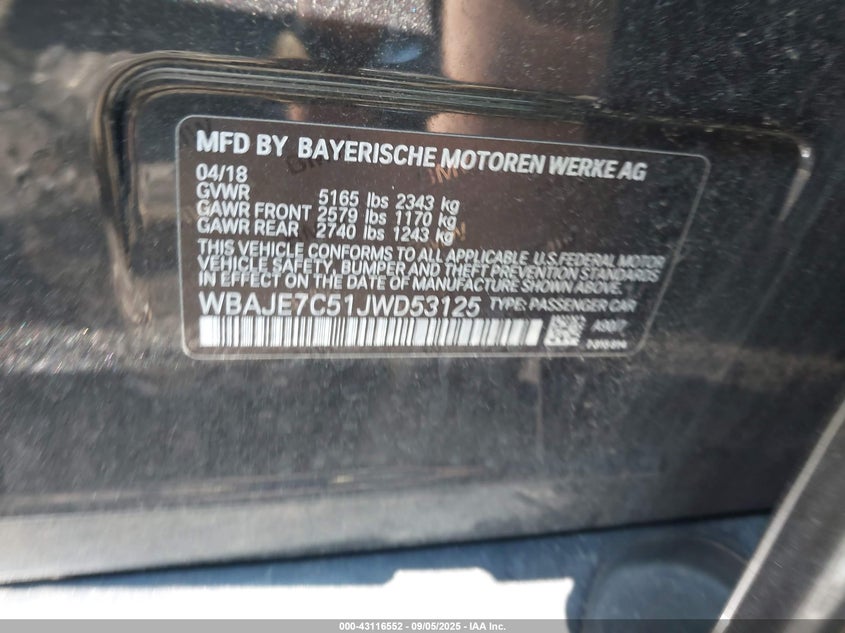 MFD BY BAYERISCHE MOTOREN WERKE AG
04/18
GVWR 5165 lbs 2343 kg
GAWR FRONT 2579 lbs 1170 kg
GAWR REAR 2740 lbs 1243 kg
THIS VEHICLE CONFORMS TO ALL APPLICABLE U.S. FEDERAL MOTOR
VEHICLE SAFETY, BUMPER AND THEFT PREVENTION STANDARDS
IN EFFECT ON THE DATE OF MANUFACTURE SHOWN ABOVE.
WBAJE7C51JWD53125 TYPE: PASSENGER CAR
000-43116552 - 09/05/2025 - IAA Inc.